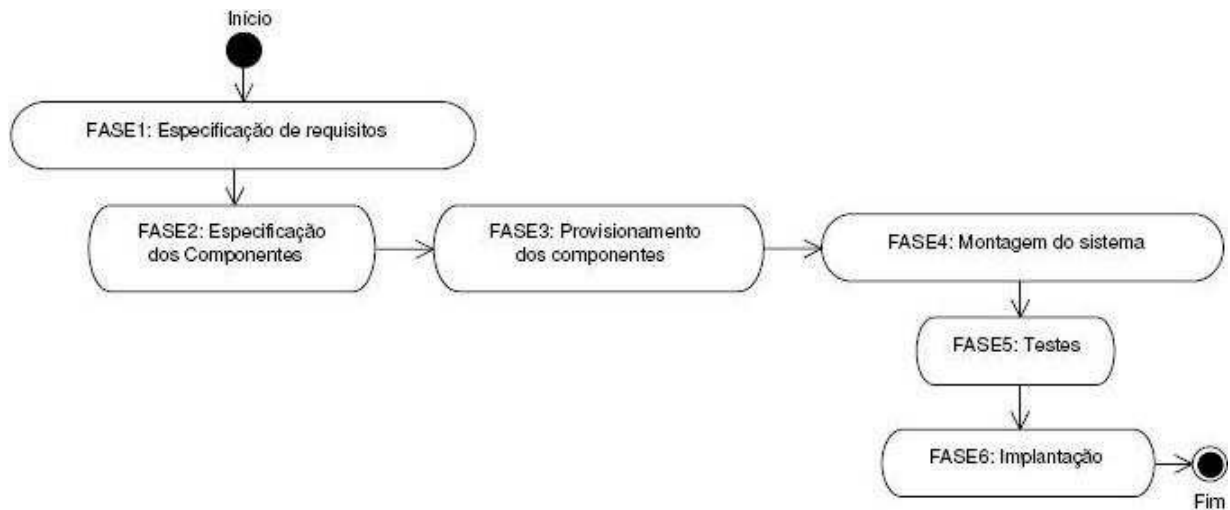 Início
FASE1: Especificação de requisitos
FASE2: Especificação
dos Componentes
FASE3: Provisionamento
dos componentes
FASE4: Montagem do sistema
FASE5: Testes
FASE6: Implantação
Fim